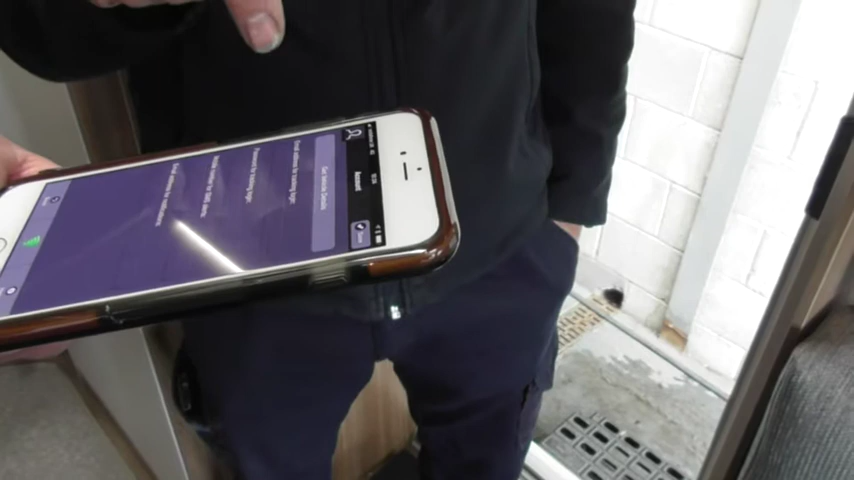 Account
Save
Get Vehicle Details
Email address for tracking login:
Password for tracking login:
Mobile number for SMS alerts:
Email address for notifications: